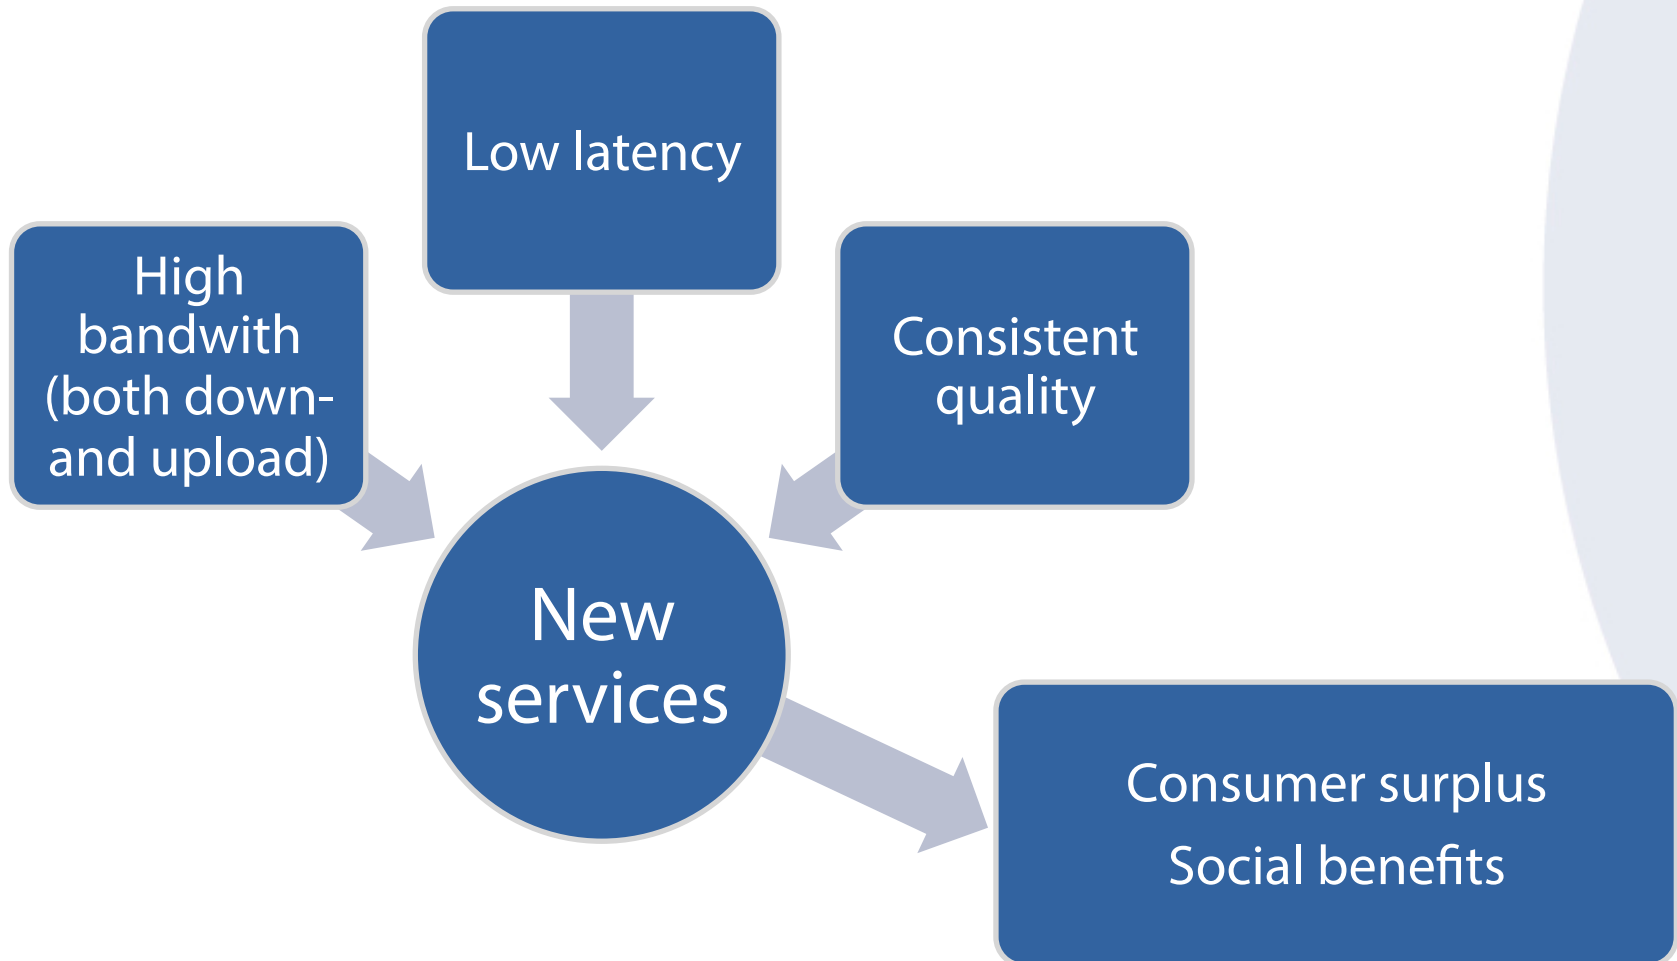 Low latency
High
bandwith
(both down-
and upload)
Consistent
quality
New
services
Consumer surplus
Social benefits